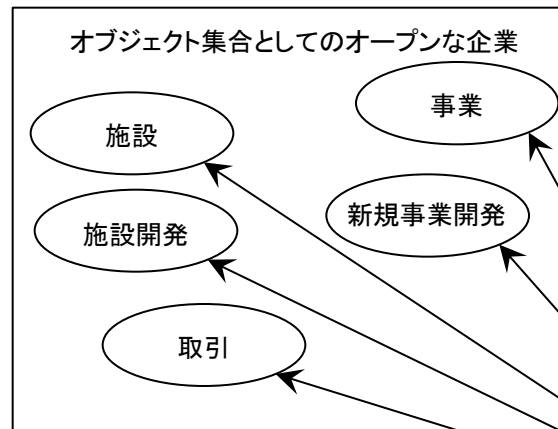 オブジェクト集合としてのオープンな企業
事業
施設
新規事業開発
施設開発
取引